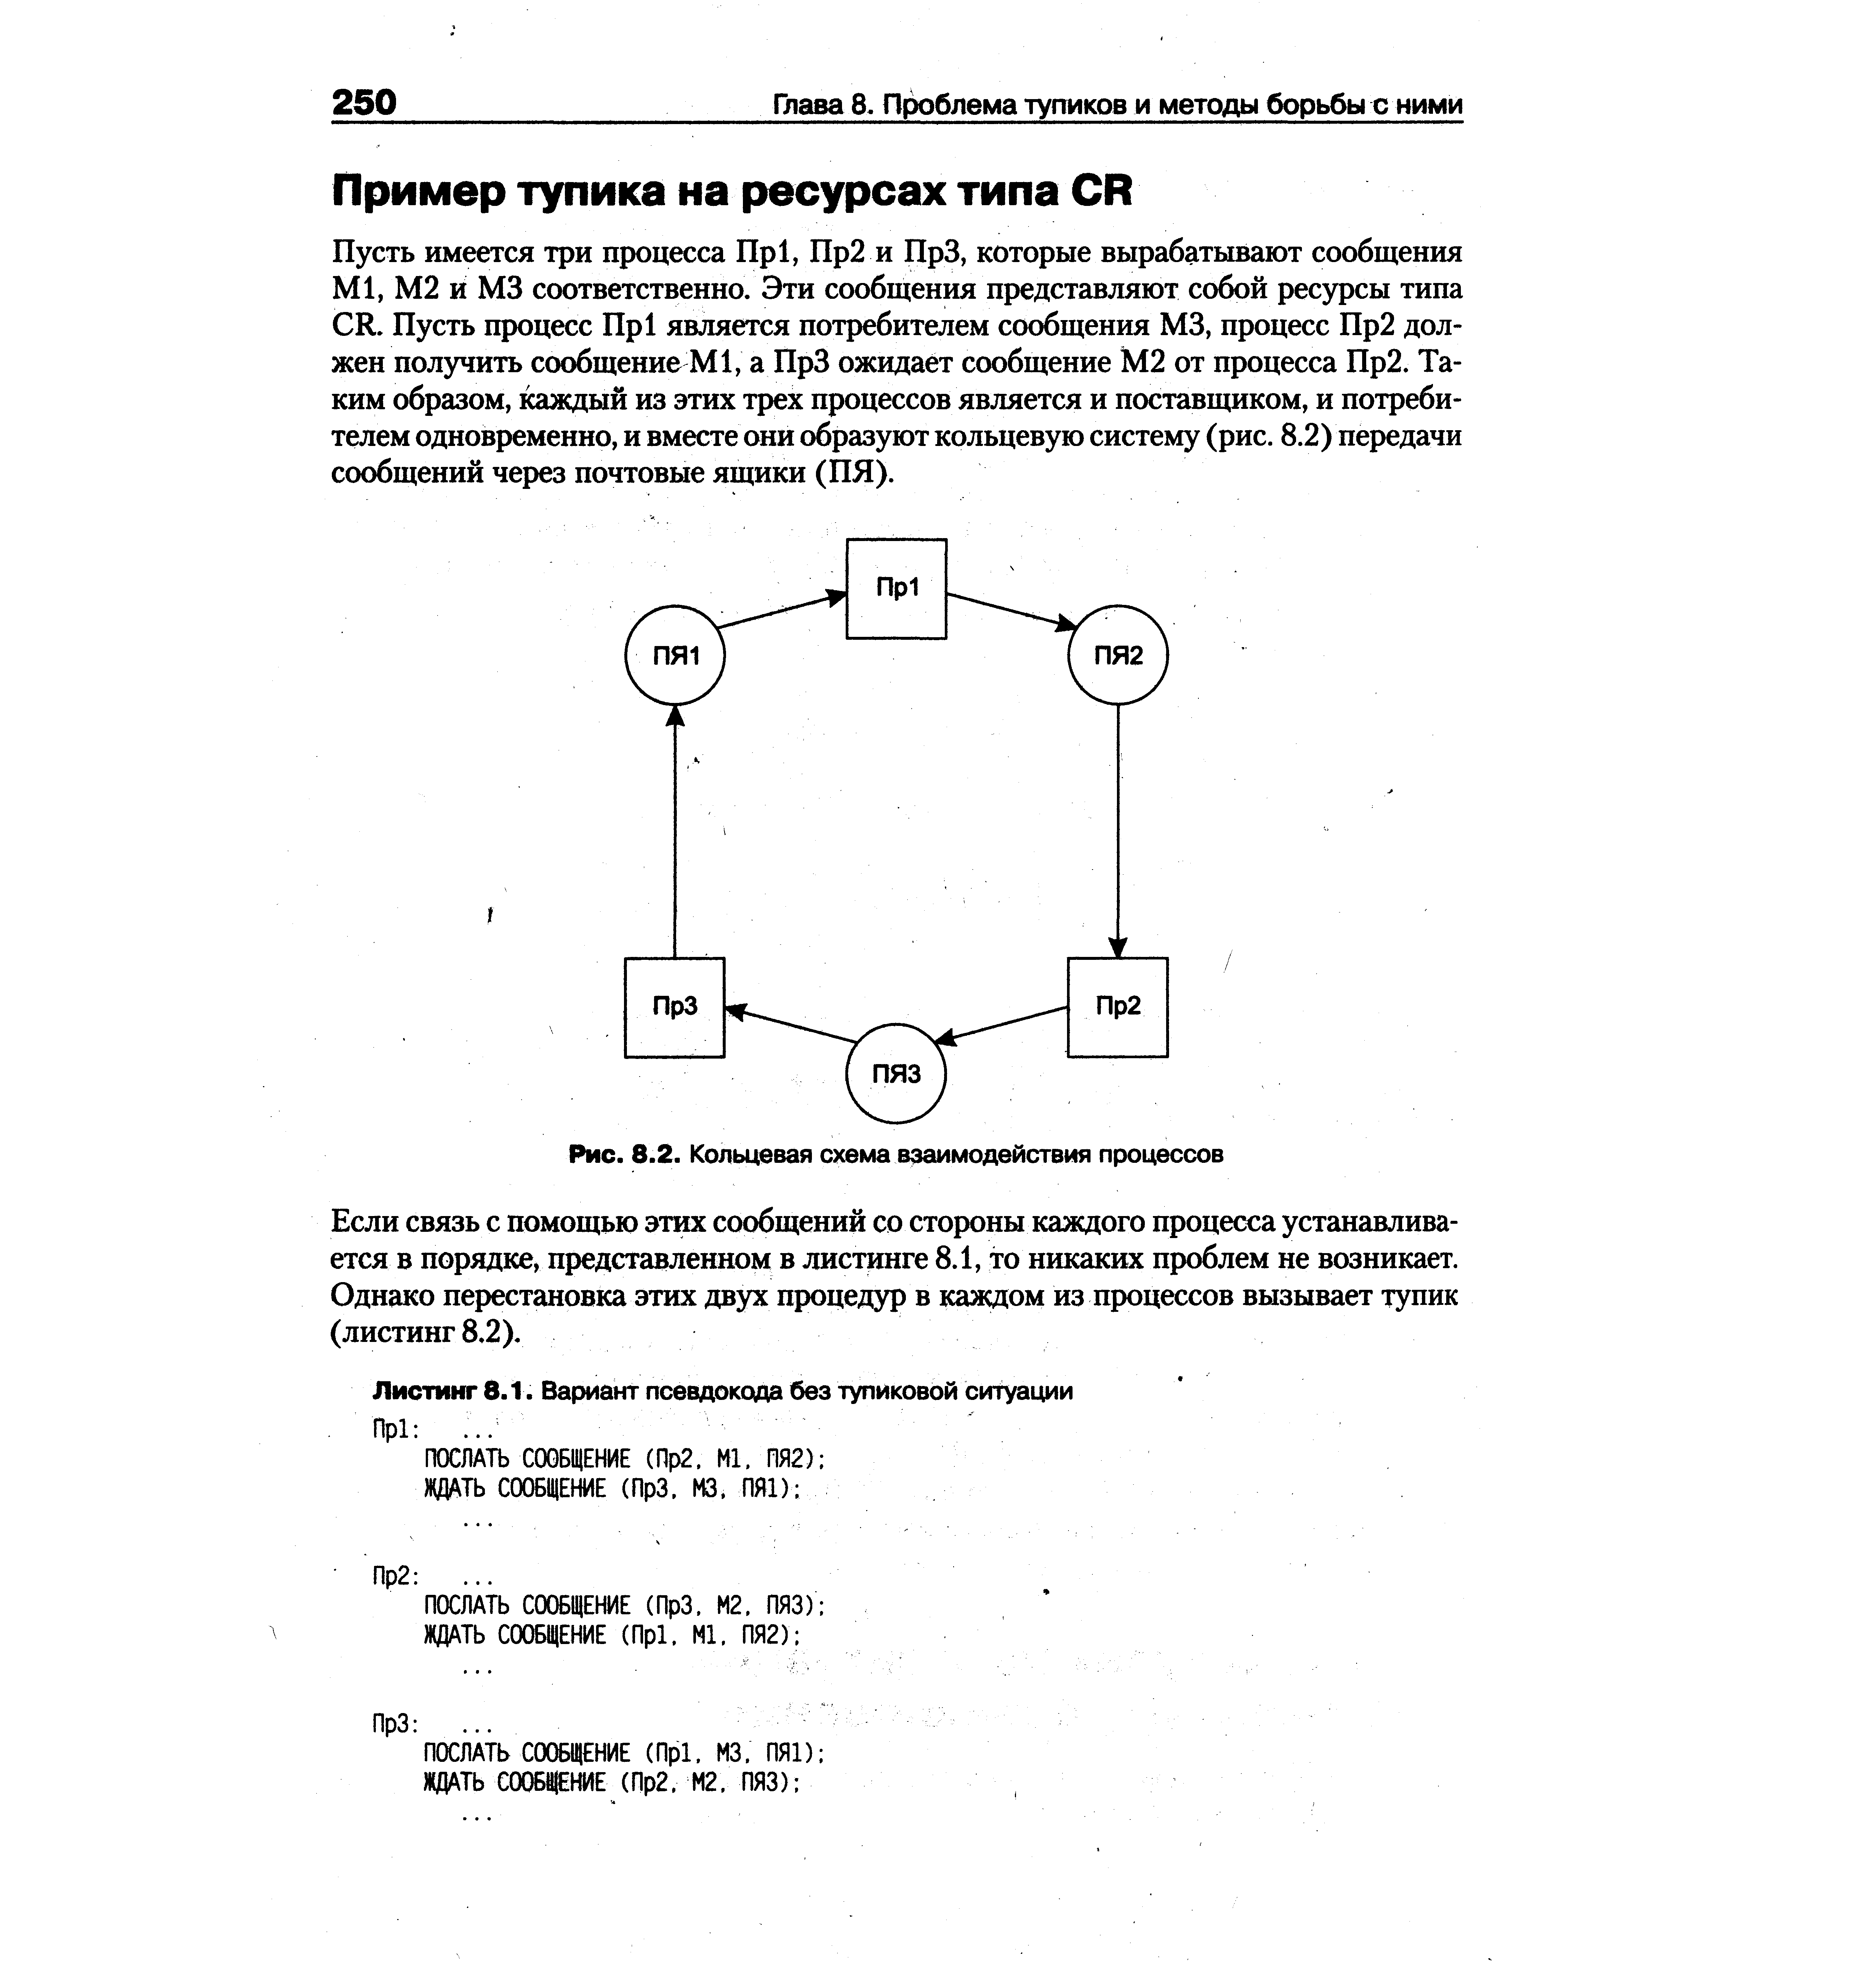 250
Глава 8. Проблема тупиков и методы борьбы с ними
Пример тупика на ресурсах типа CR
Пусть имеется три процесса Пр1, Пр2 и Пр3, которые вырабатывают сообщения
М1, М2 и М3 соответственно. Эти сообщения представляют собой ресурсы типа
CR. Пусть процесс Пр1 является потребителем сообщения М3, процесс Пр2 дол-
жен получить сообщение М1, а Пр3 ожидает сообщение М2 от процесса Пр2. Та-
ким образом, каждый из этих трех процессов является и поставщиком, и потреби-
телем одновременно, и вместе они образуют кольцевую систему (рис. 8.2) передачи
сообщений через почтовые ящики (ПЯ).
Пр1
ПЯ1
ПЯ2
Пр3
Пр2
ПЯ3
Рис. 8.2. Кольцевая схема взаимодействия процессов
Если связь с помощью этих сообщений со стороны каждого процесса устанавлива-
ется в порядке, представленном в листинге 8.1, то никаких проблем не возникает.
Однако перестановка этих двух процедур в каждом из процессов вызывает тупик
(листинг 8.2).
Листинг 8.1. Вариант псевдокода без тупиковой ситуации
Пр1: ...
ПОСЛАТЬ СООБЩЕНИЕ (Пр2, М1, ПЯ2);
ЖДАТЬ СООБЩЕНИЕ (Пр3, М3, ПЯ1);
...
Пр2: ...
ПОСЛАТЬ СООБЩЕНИЕ (Пр3, М2, ПЯ3);
ЖДАТЬ СООБЩЕНИЕ (Пр1, М1, ПЯ2);
...
Пр3: ...
ПОСЛАТЬ СООБЩЕНИЕ (Пр1, М3, ПЯ1);
ЖДАТЬ СООБЩЕНИЕ (Пр2, М2, ПЯ3);
...